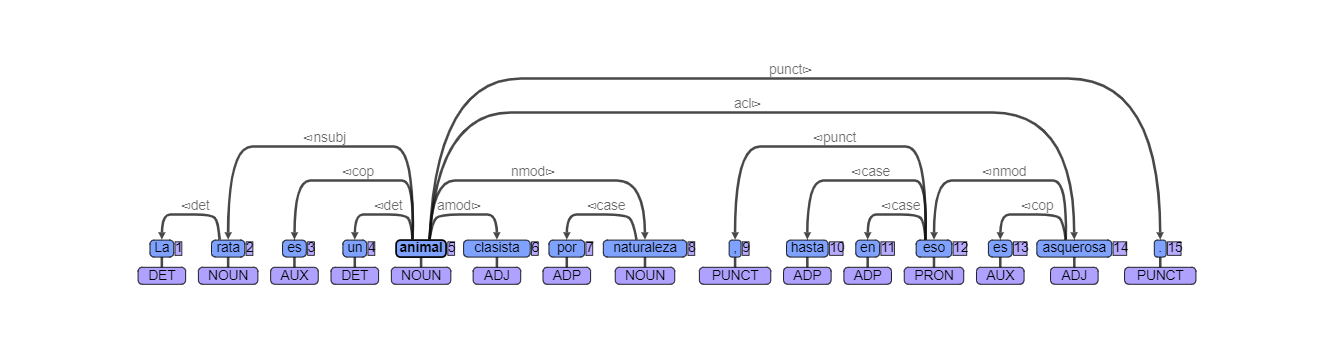 punct▻
acl▻
◅nsubj ◅punct
◅cop nmod▻ ◅case ◅nmod
◅det ◅det amod▻ ◅case ◅case ◅cop
La 1 rata 2 es 3 un 4 animal 5 clasista 6 por 7 naturaleza 8 , 9 hasta 10 en 11 eso 12 es 13 asquerosa 14 . 15
DET NOUN AUX DET NOUN ADJ ADP NOUN PUNCT ADP ADP PRON AUX ADJ PUNCT